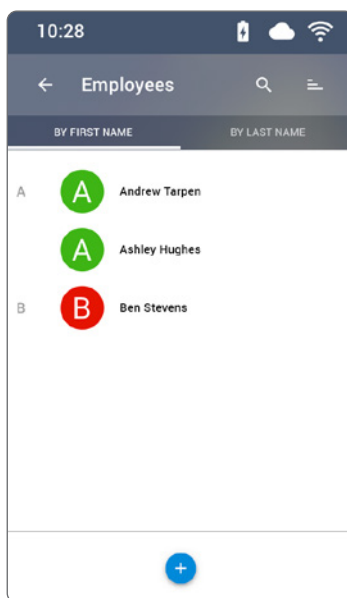 10:28
Employees
BY FIRST NAME
BY LAST NAME
A
A
Andrew Tarpen
A
Ashley Hughes
B
B
Ben Stevens
+